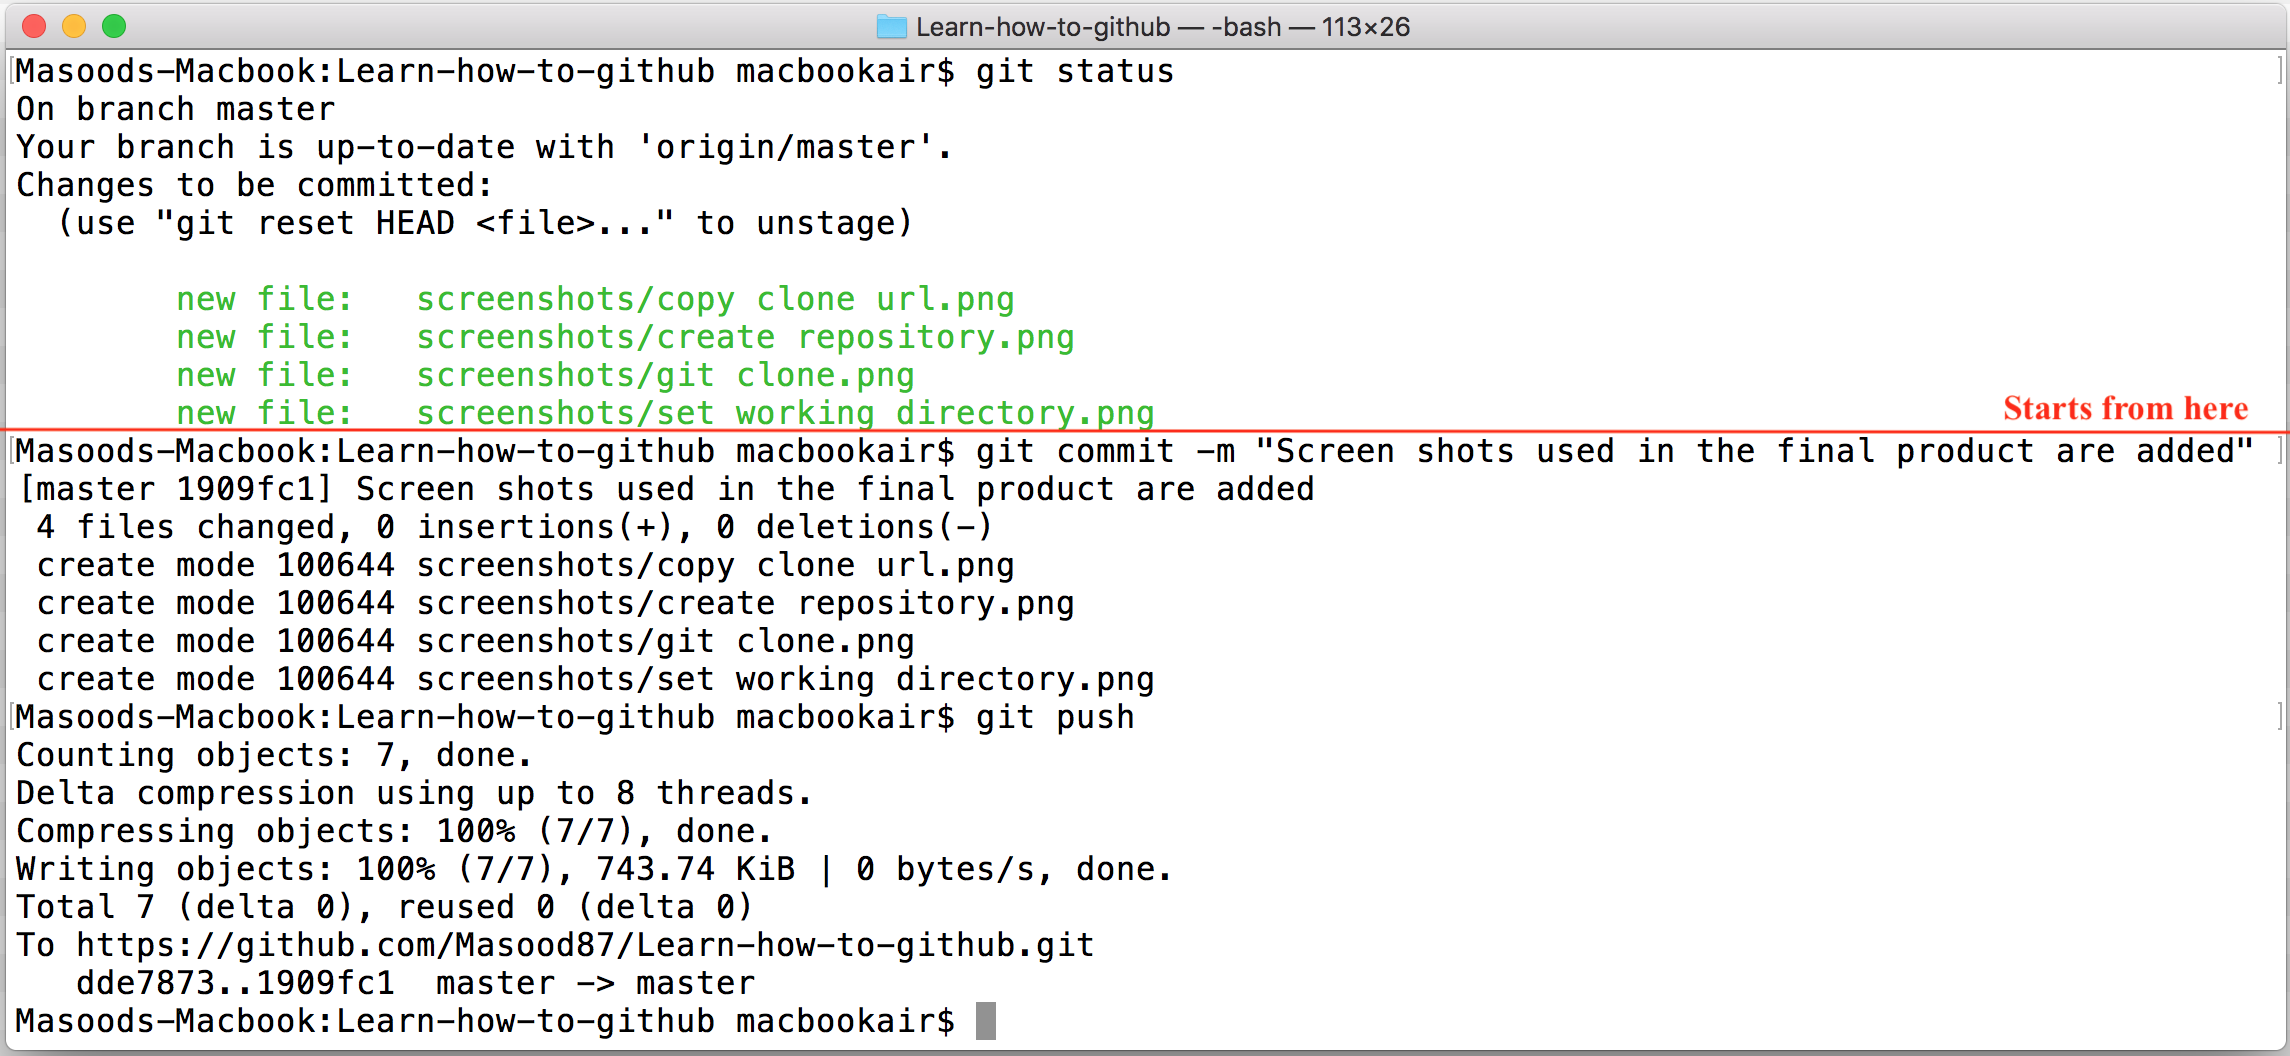 Learn-how-to-github — -bash — 113×26
Masoods-Macbook:Learn-how-to-github macbookair$ git status
On branch master
Your branch is up-to-date with 'origin/master'.
Changes to be committed:
  (use "git reset HEAD <file>..." to unstage)
        new file:   screenshots/copy clone url.png
        new file:   screenshots/create repository.png
        new file:   screenshots/git clone.png
        new file:   screenshots/set working directory.png
Starts from here
Masoods-Macbook:Learn-how-to-github macbookair$ git commit -m "Screen shots used in the final product are added"
[master 1909fc1] Screen shots used in the final product are added
 4 files changed, 0 insertions(+), 0 deletions(-)
 create mode 100644 screenshots/copy clone url.png
 create mode 100644 screenshots/create repository.png
 create mode 100644 screenshots/git clone.png
 create mode 100644 screenshots/set working directory.png
Masoods-Macbook:Learn-how-to-github macbookair$ git push
Counting objects: 7, done.
Delta compression using up to 8 threads.
Compressing objects: 100% (7/7), done.
Writing objects: 100% (7/7), 743.74 KiB | 0 bytes/s, done.
Total 7 (delta 0), reused 0 (delta 0)
To https://github.com/Masood87/Learn-how-to-github.git
   dde7873..1909fc1  master -> master
Masoods-Macbook:Learn-how-to-github macbookair$